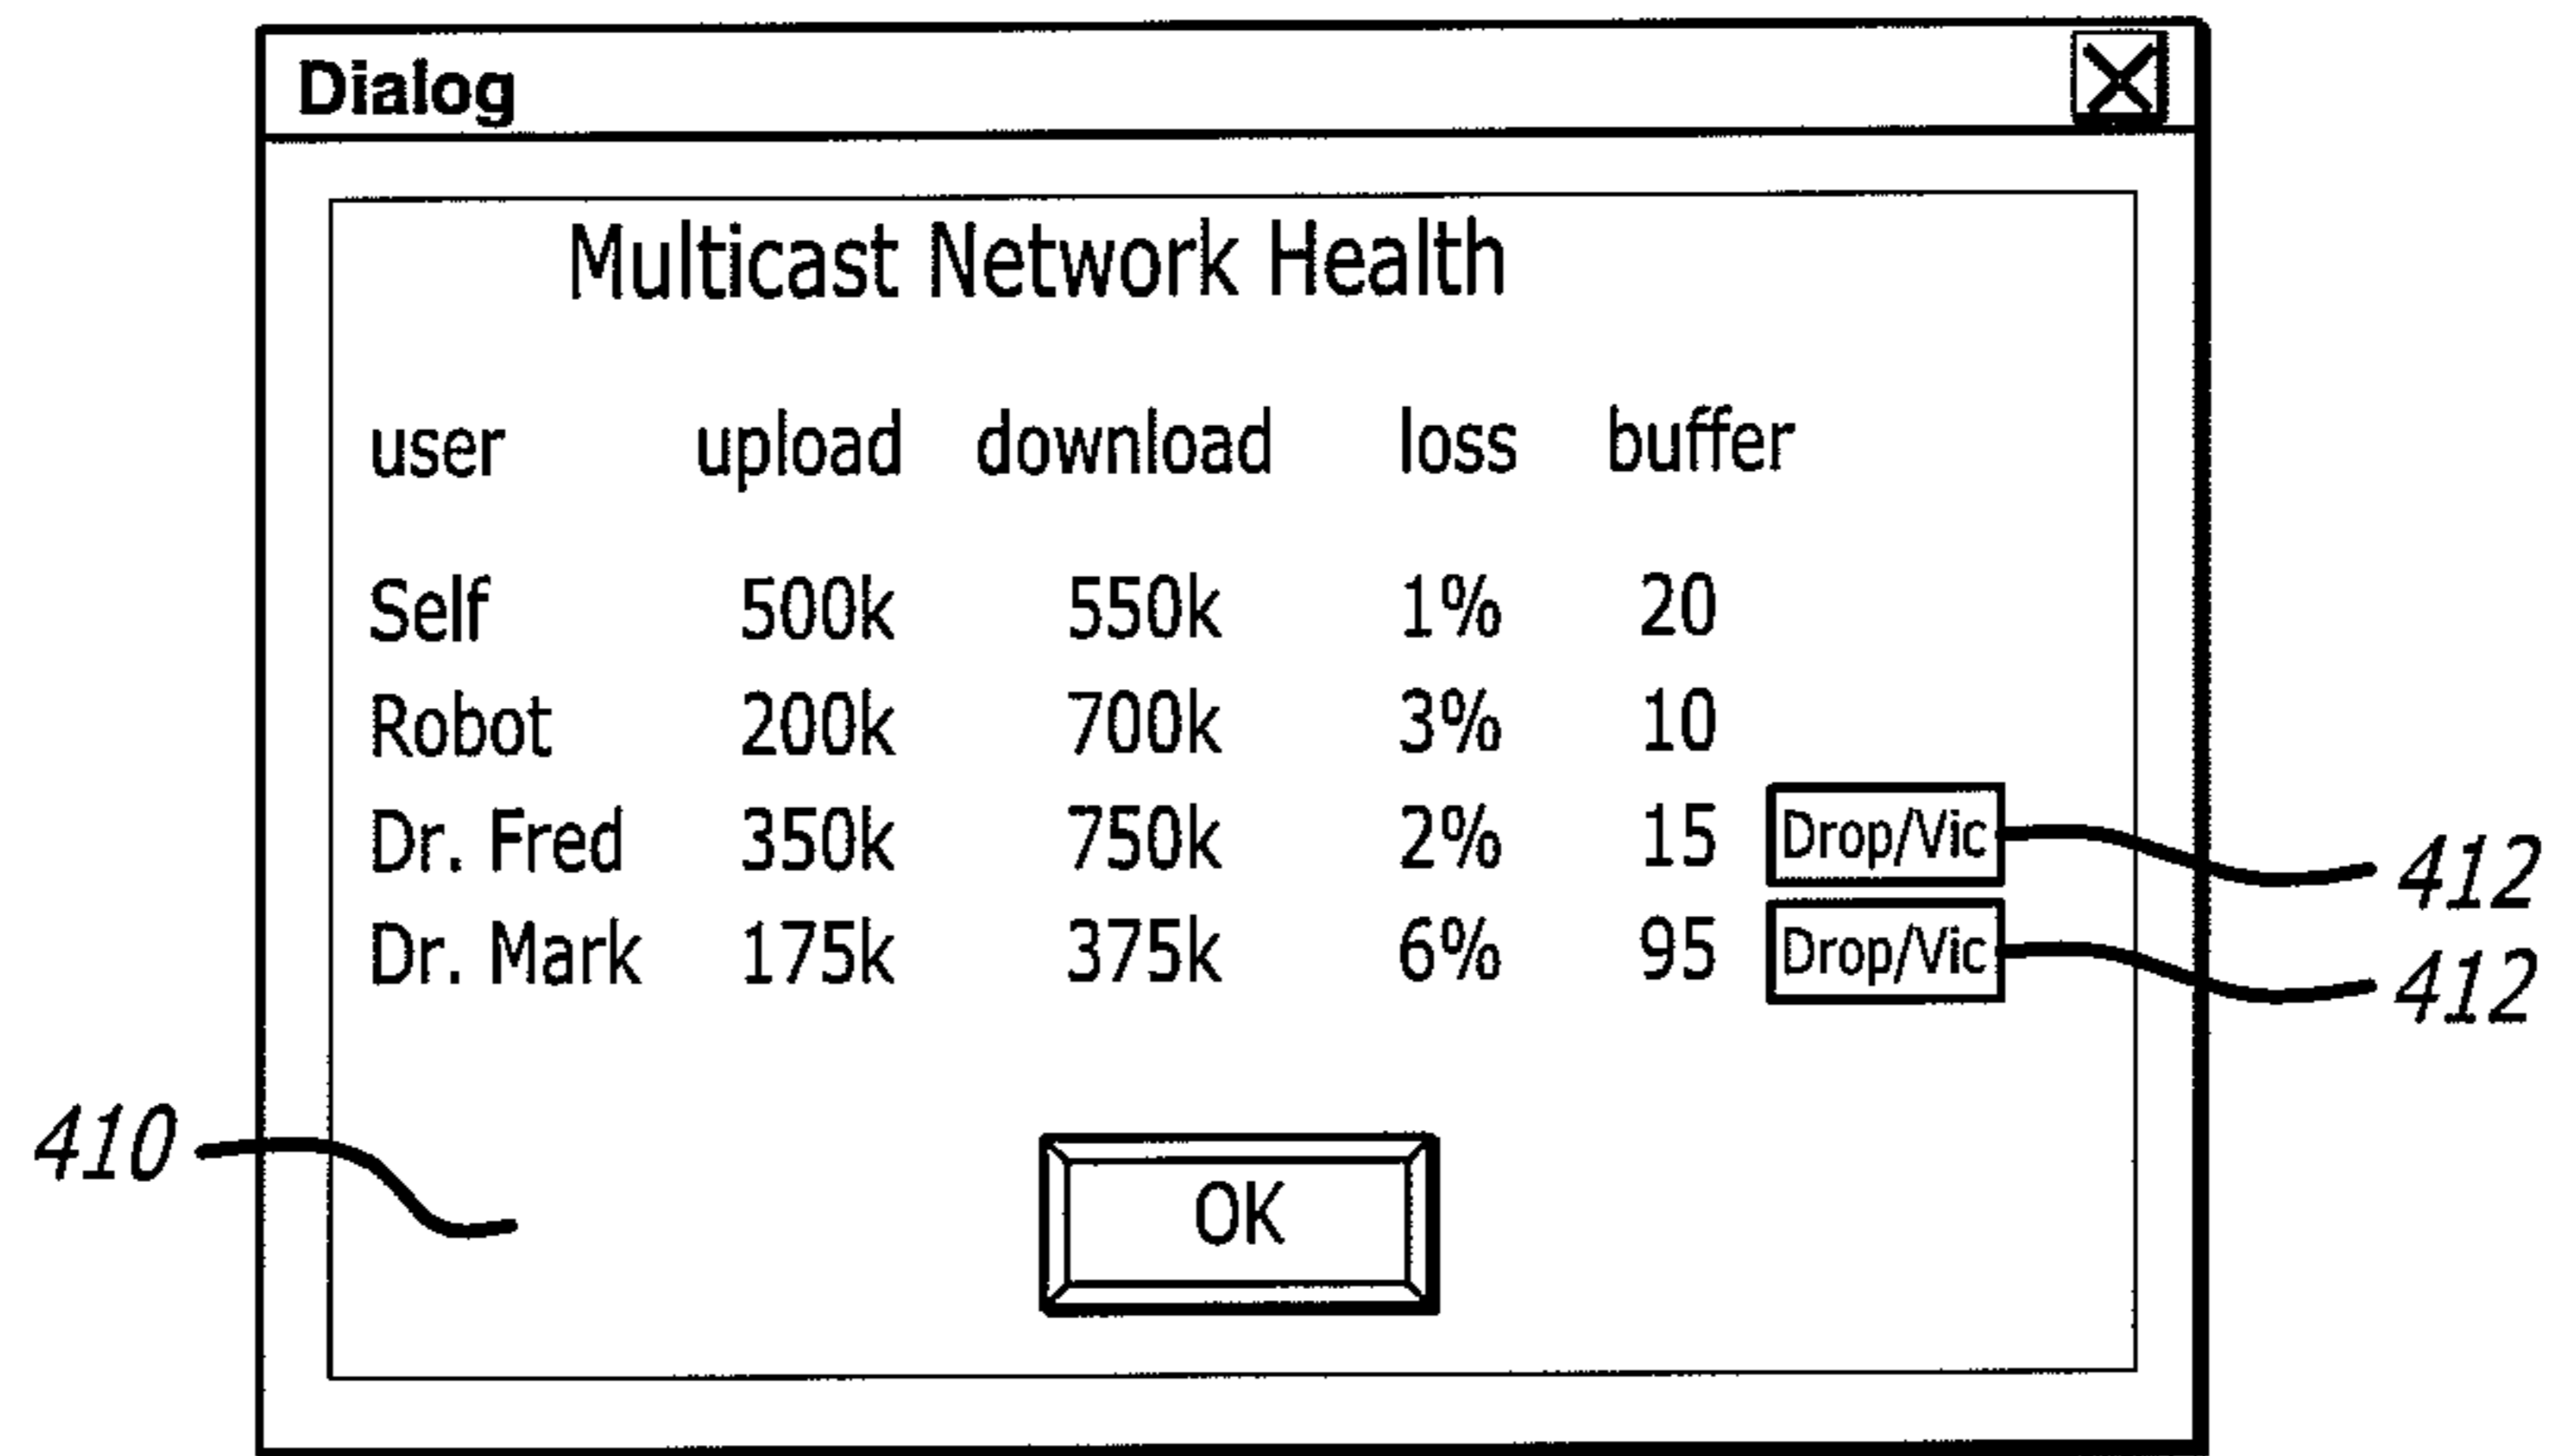 Dialog
Multicast Network Health
user upload download loss buffer
Self 500k 550k 1% 20
Robot 200k 700k 3% 10
Dr. Fred 350k 750k 2% 15 Drop/Vic 412
Dr. Mark 175k 375k 6% 95 Drop/Vic 412
410
OK